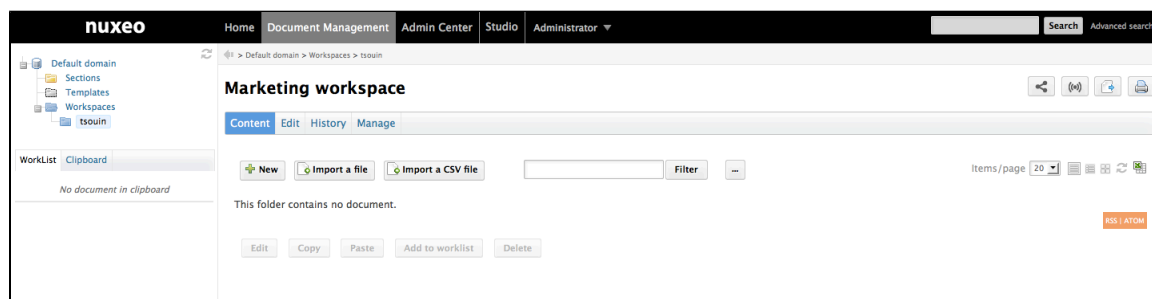 nuxeo
Home Document Management Admin Center Studio Administrator Search Advanced search
Default domain
Sections
Templates
Workspaces
tsouin
WorkList Clipboard
No document in clipboard
> Default domain > Workspaces > tsouin
Marketing workspace
Content Edit History Manage
New Import a file Import a CSV file Filter ... Items/page 20
This folder contains no document.
RSS | ATOM
Edit Copy Paste Add to worklist Delete